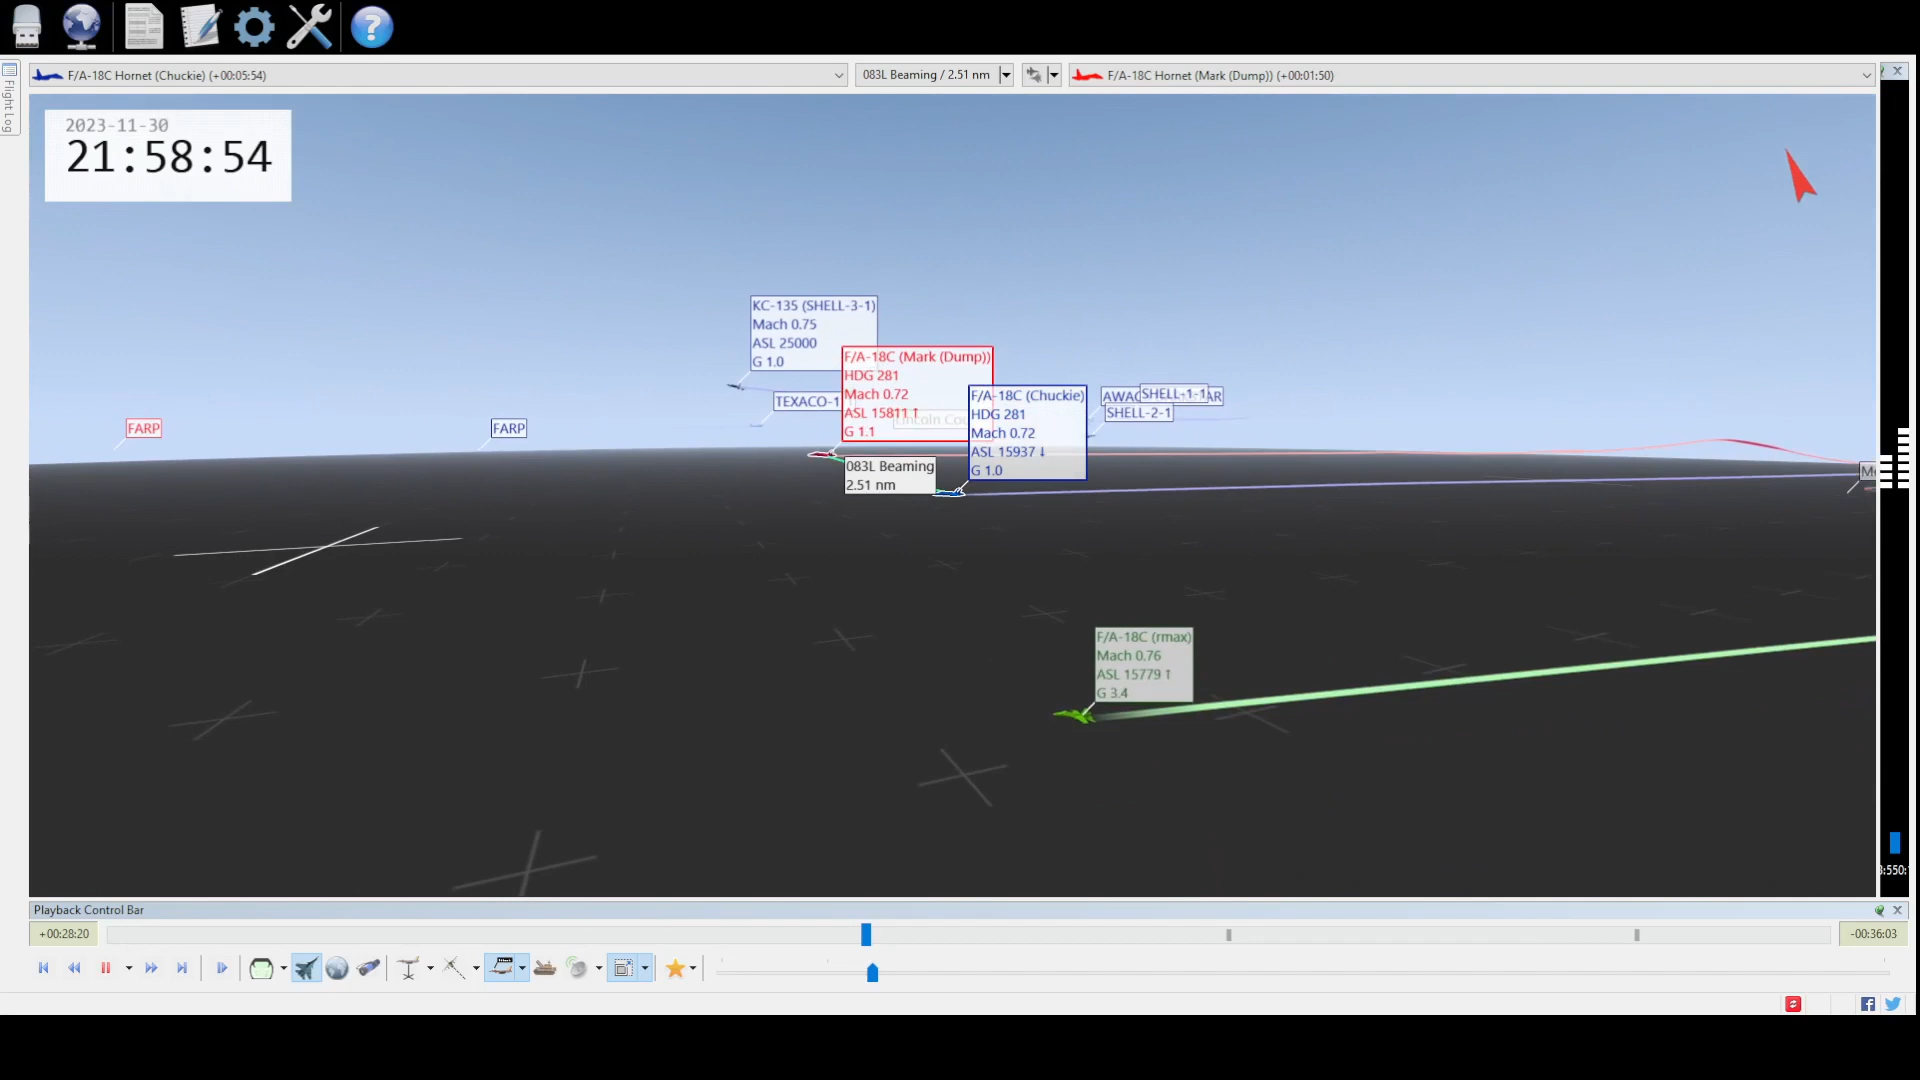 F/A-18C Hornet (Chuckie) (+00:05:54)
083L Beaming / 2.51 nm
F/A-18C Hornet (Mark (Dump)) (+00:01:50)
Flight Log
2023-11-30
21:58:54
KC-135 (SHELL-3-1)
Mach 0.75
ASL 25000
G 1.0
F/A-18C (Mark (Dump))
HDG 281
Mach 0.72
ASL 15811↑
G 1.1
F/A-18C (Chuckie)
HDG 281
Mach 0.72
ASL 15937↓
G 1.0
TEXACO-1
SHELL-1-1
SHELL-2-1
FARP
FARP
083L Beaming
2.51 nm
F/A-18C (rmax)
Mach 0.76
ASL 15779 ↑
G 3.4
Playback Control Bar
+00:28:20
-00:36:03